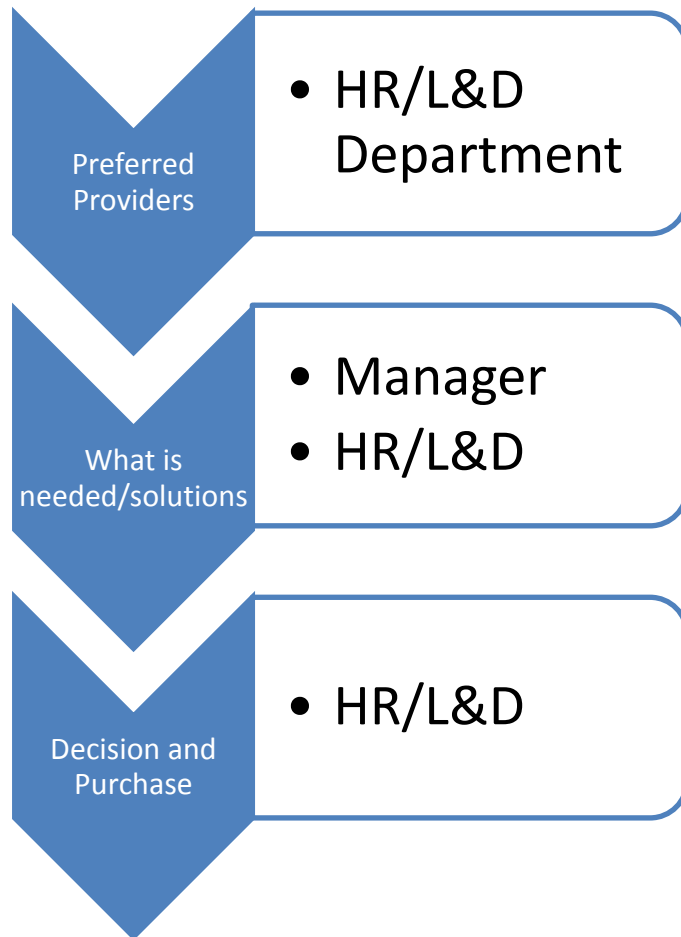 Preferred
Providers
• HR/L&D
Department
What is
needed/solutions
• Manager
• HR/L&D
Decision and
Purchase
• HR/L&D